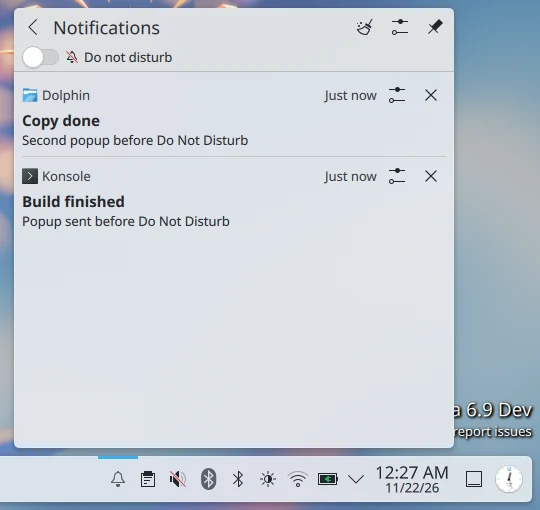 Notifications
Do not disturb
Dolphin Just now
Copy done
Second popup before Do Not Disturb
Konsole Just now
Build finished
Popup sent before Do Not Disturb
a 6.9 Dev
report issues
12:27 AM
11/22/26